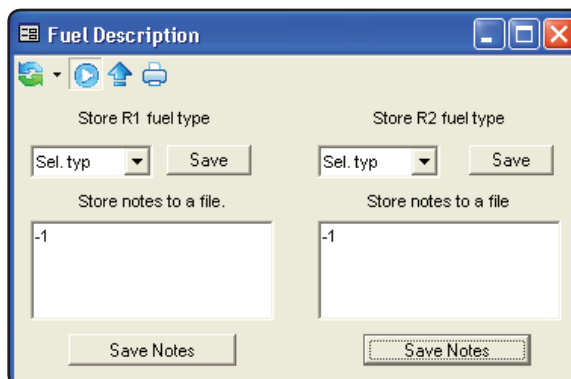 Fuel Description
Store R1 fuel type
Store R2 fuel type
Sel. typ
Save
Sel. typ
Save
Store notes to a file.
Store notes to a file
-1
-1
Save Notes
Save Notes